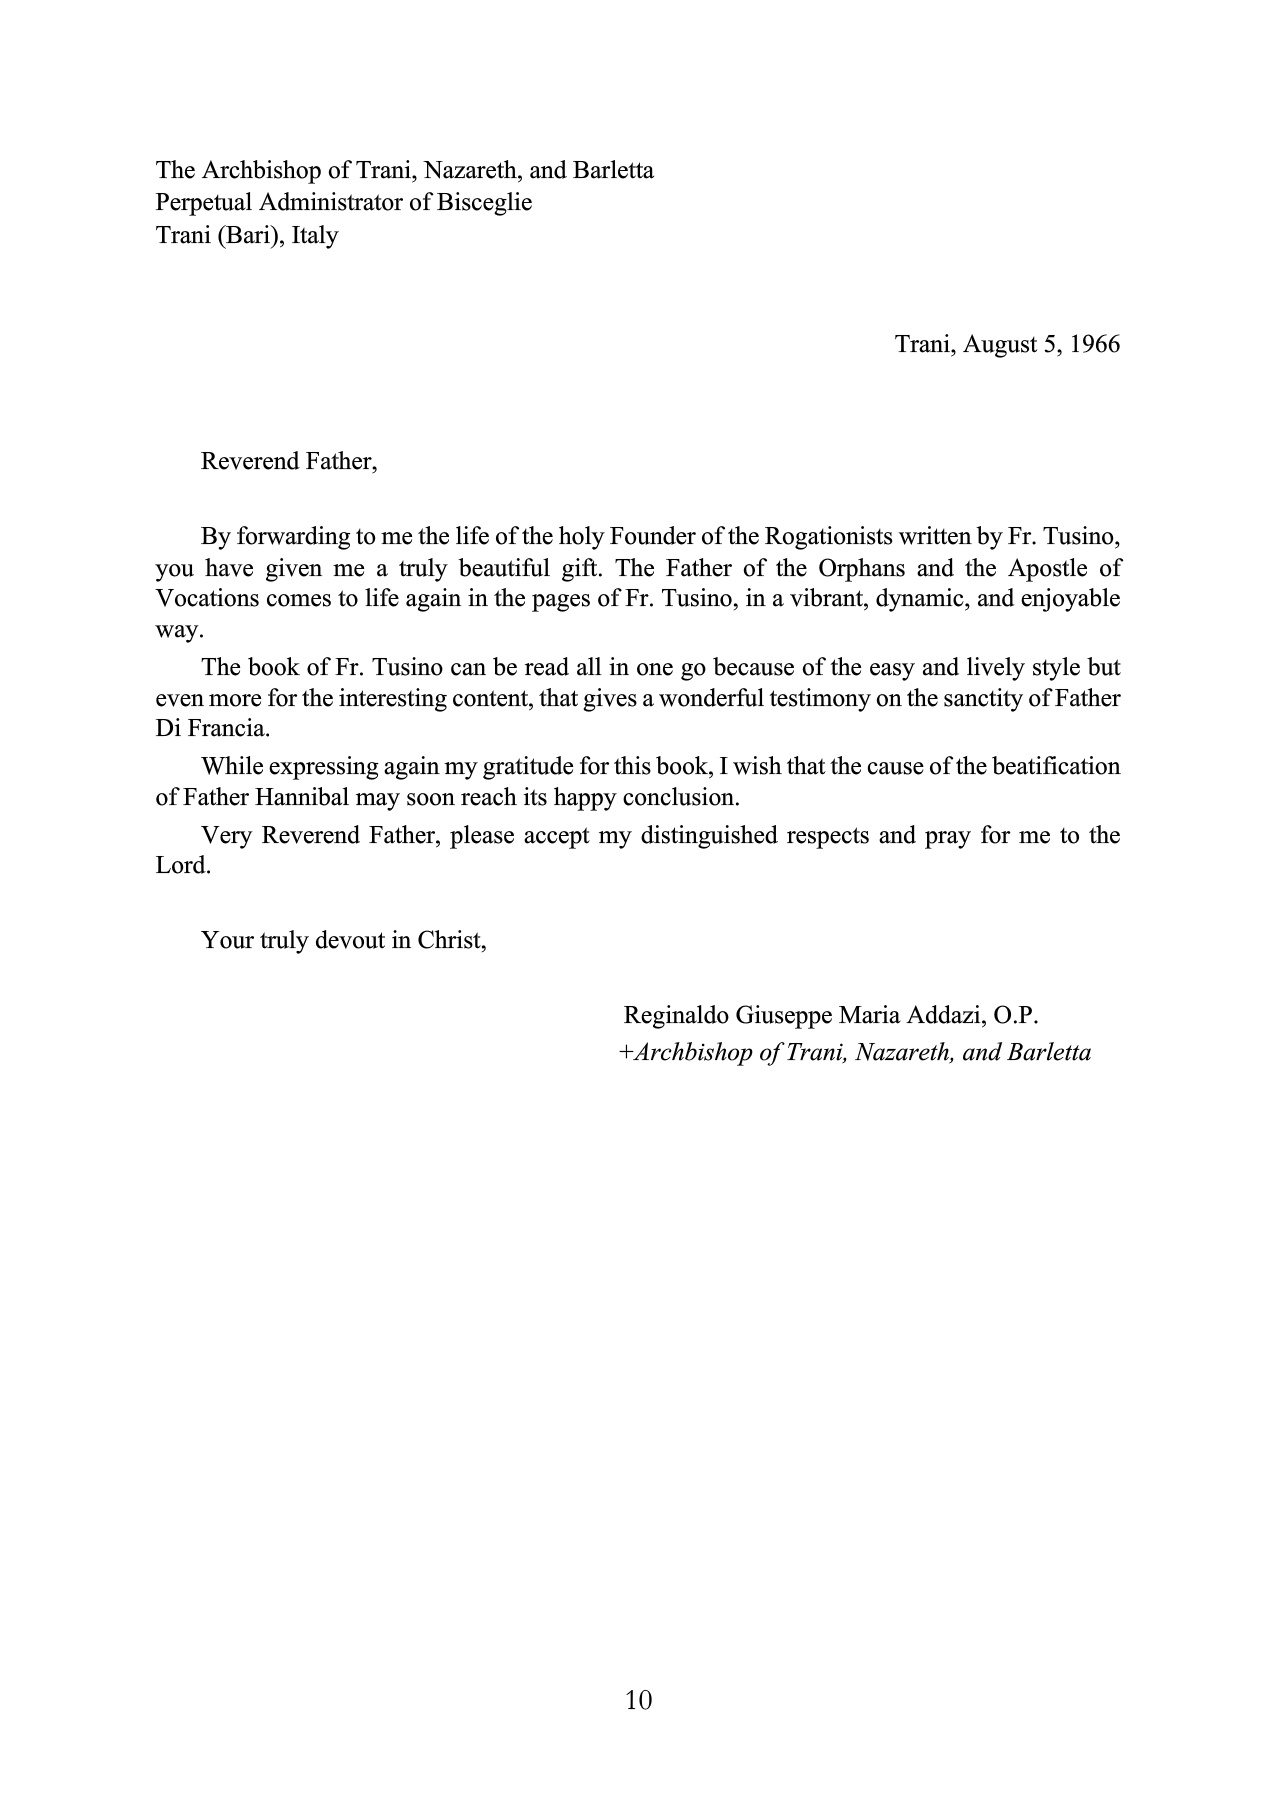 The Archbishop of Trani, Nazareth, and Barletta
Perpetual Administrator of Bisceglie
Trani (Bari), Italy
Trani, August 5, 1966
Reverend Father,
By forwarding to me the life of the holy Founder of the Rogationists written by Fr. Tusino,
you have given me a truly beautiful gift. The Father of the Orphans and the Apostle of
Vocations comes to life again in the pages of Fr. Tusino, in a vibrant, dynamic, and enjoyable
way.
The book of Fr. Tusino can be read all in one go because of the easy and lively style but
even more for the interesting content, that gives a wonderful testimony on the sanctity of Father
Di Francia.
While expressing again my gratitude for this book, I wish that the cause of the beatification
of Father Hannibal may soon reach its happy conclusion.
Very Reverend Father, please accept my distinguished respects and pray for me to the
Lord.
Your truly devout in Christ,
Reginaldo Giuseppe Maria Addazi, O.P.
+Archbishop of Trani, Nazareth, and Barletta
10